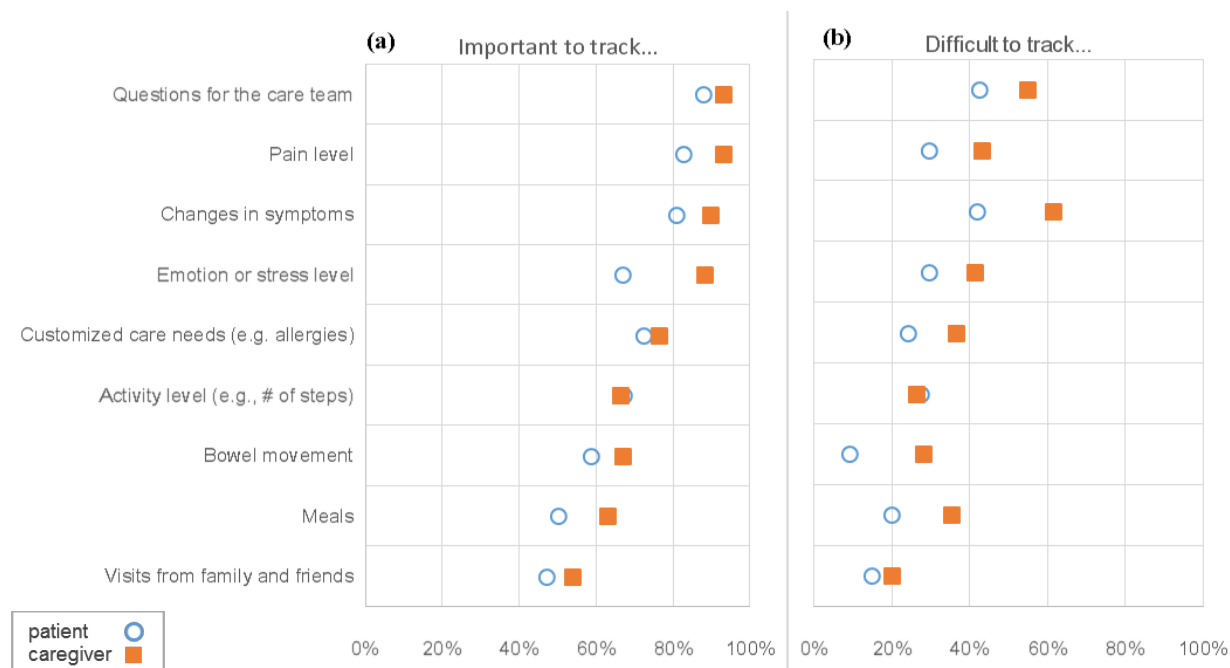 (a)
Important to track...
(b)
Difficult to track...
Questions for the care team
Pain level
Changes in symptoms
Emotion or stress level
Customized care needs (e.g. allergies)
Activity level (e.g., # of steps)
Bowel movement
Meals
Visits from family and friends
patient
caregiver
0% 20% 40% 60% 80% 100%
0% 20% 40% 60% 80% 100%